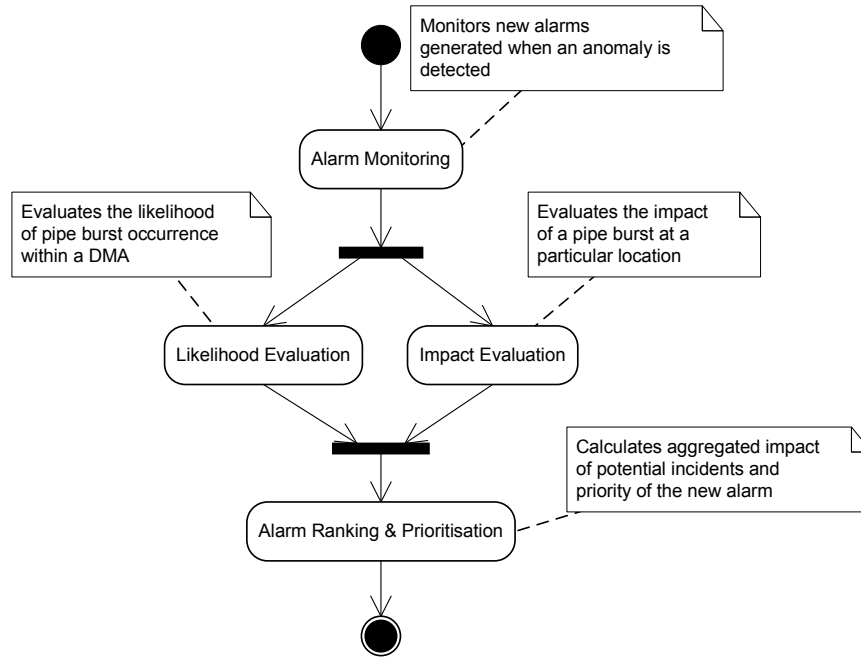 Monitors new alarms
generated when an anomaly is
detected
Alarm Monitoring
Evaluates the likelihood
of pipe burst occurrence
within a DMA
Evaluates the impact
of a pipe burst at a
particular location
Likelihood Evaluation
Impact Evaluation
Calculates aggregated impact
of potential incidents and
priority of the new alarm
Alarm Ranking & Prioritisation